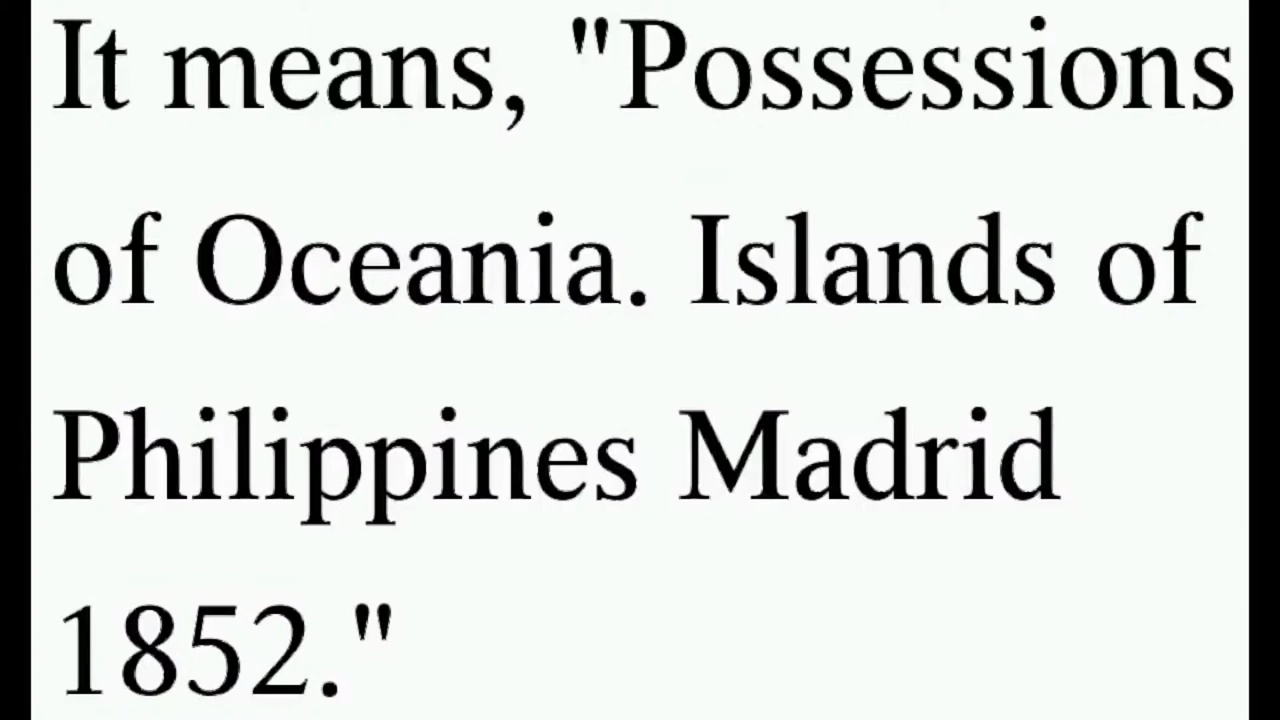 It means, "Possessions
of Oceania. Islands of
Philippines Madrid
1852."